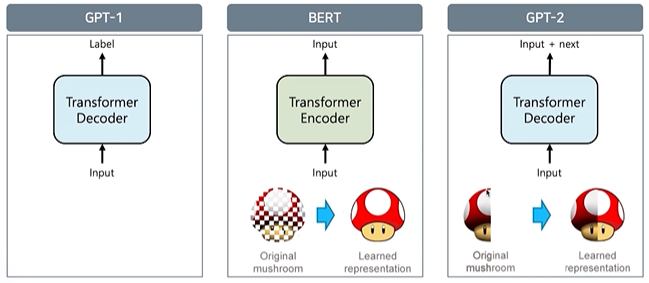 GPT-1
Label
Transformer
Decoder
Input
BERT
Input
Transformer
Encoder
Input
Original
mushroom
Learned
representation
GPT-2
Input + next
Transformer
Decoder
Input
Original
mushroom
Learned
representation